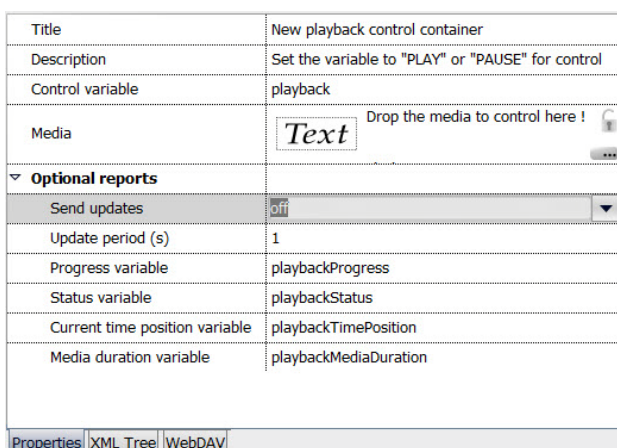 Title New playback control container
Description Set the variable to "PLAY" or "PAUSE" for control
Control variable playback
Media Text Drop the media to control here !
Optional reports
Send updates off
Update period (s) 1
Progress variable playbackProgress
Status variable playbackStatus
Current time position variable playbackTimePosition
Media duration variable playbackMediaDuration
Properties XML Tree WebDAV